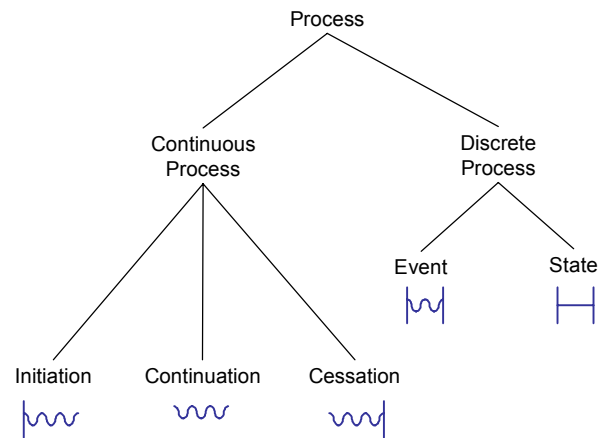 Process
Continuous
Process
Discrete
Process
Event
State
Initiation
Continuation
Cessation